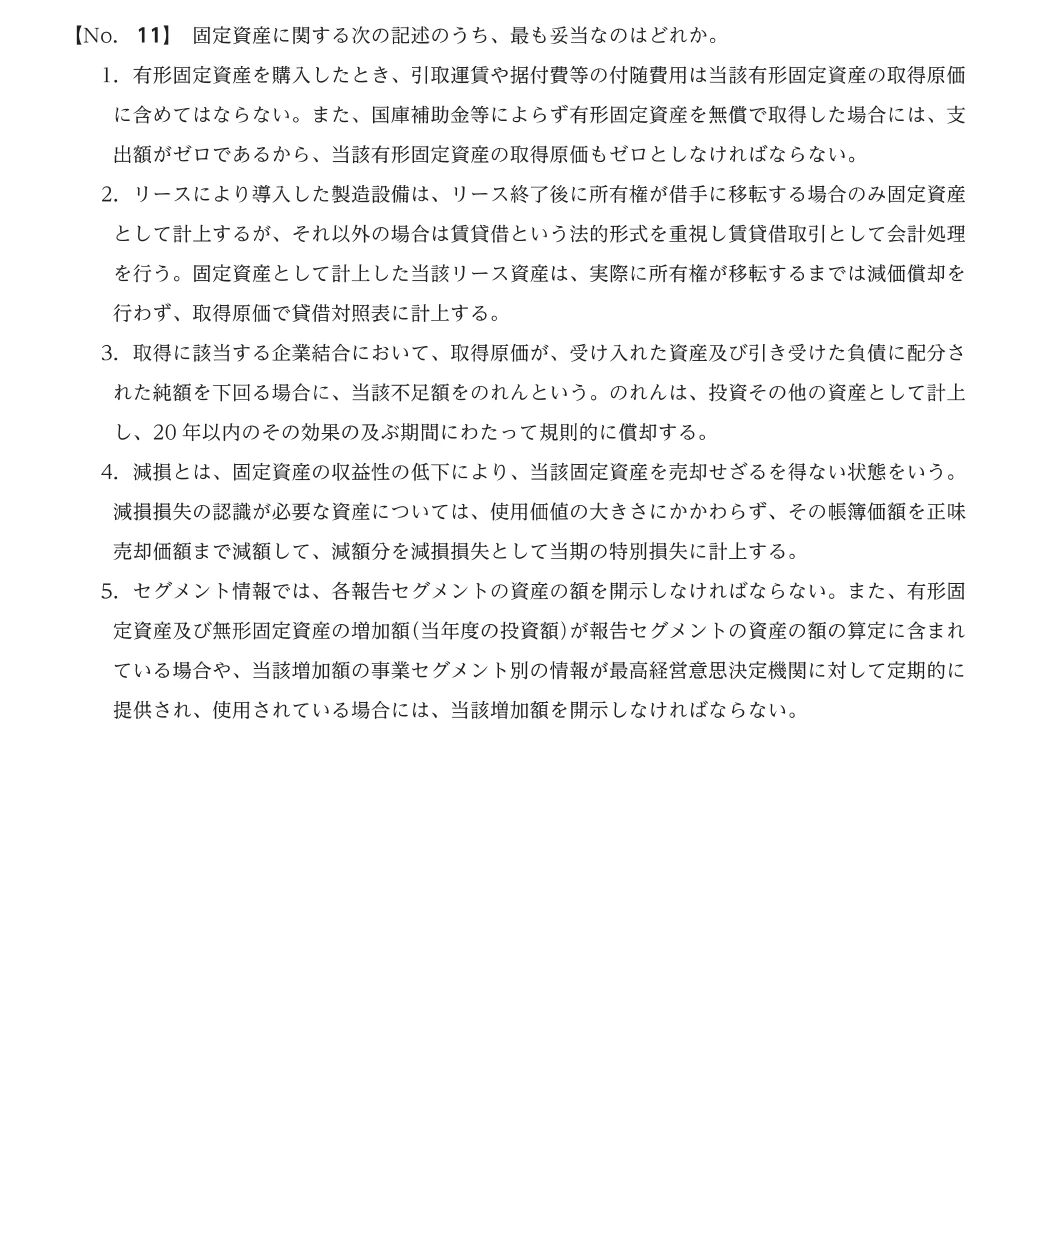 【No. 11】 固定資産に関する次の記述のうち、最も妥当なのはどれか。
1. 有形固定資産を購入したとき、引取運賃や据付費等の付随費用は当該有形固定資産の取得原価
に含めてはならない。また、国庫補助金等によらず有形固定資産を無償で取得した場合には、支
出額がゼロであるから、当該有形固定資産の取得原価もゼロとしなければならない。
2. リースにより導入した製造設備は、リース終了後に所有権が借手に移転する場合のみ固定資産
として計上するが、それ以外の場合は賃貸借という法的形式を重視し賃貸借取引として会計処理
を行う。固定資産として計上した当該リース資産は、実際に所有権が移転するまでは減価償却を
行わず、取得原価で貸借対照表に計上する。
3. 取得に該当する企業結合において、取得原価が、受け入れた資産及び引き受けた負債に配分さ
れた純額を下回る場合に、当該不足額をのれんという。のれんは、投資その他の資産として計上
し、20 年以内のその効果の及ぶ期間にわたって規則的に償却する。
4. 減損とは、固定資産の収益性の低下により、当該固定資産を売却せざるを得ない状態をいう。
減損損失の認識が必要な資産については、使用価値の大きさにかかわらず、その帳簿価額を正味
売却価額まで減額して、減額分を減損損失として当期の特別損失に計上する。
5. セグメント情報では、各報告セグメントの資産の額を開示しなければならない。また、有形固
定資産及び無形固定資産の増加額(当年度の投資額)が報告セグメントの資産の額の算定に含まれ
ている場合や、当該増加額の事業セグメント別の情報が最高経営意思決定機関に対して定期的に
提供され、使用されている場合には、当該増加額を開示しなければならない。